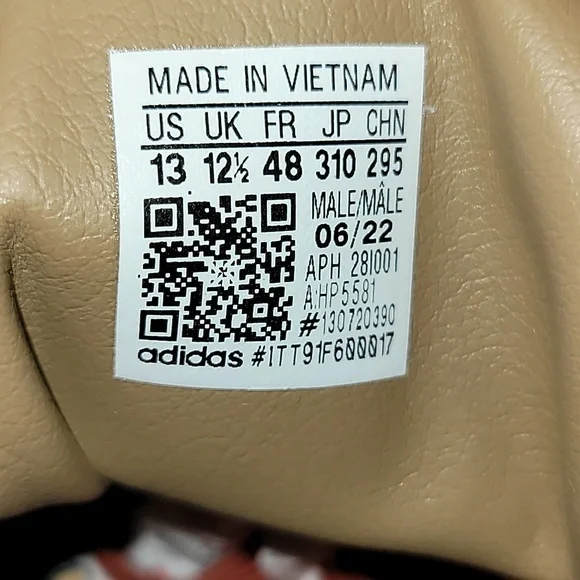 MADE IN VIETNAM
US UK FR JP CHN
13 12½ 48 310 295
MALE/MÂLE
06/22
APH 28I001
A:HP5581
#130720390
adidas #ITT91F600017